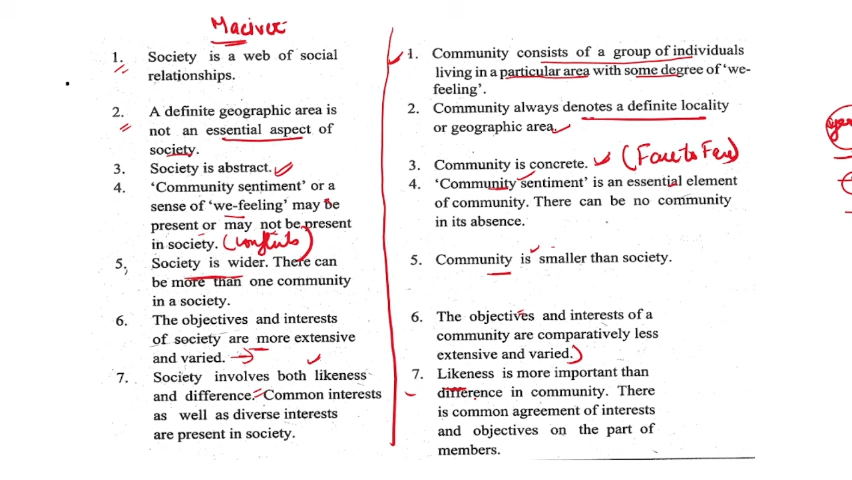 Maciver
1. Society is a web of social
relationships.
2. A definite geographic area is
not an essential aspect of
society.
3. Society is abstract.
4. ‘Community sentiment’ or a
sense of ‘we-feeling’ may be
present or may not be present
in society. (Conflicts)
5, Society is wider. There can
be more than one community
in a society.
6. The objectives and interests
of society are more extensive
and varied.
7. Society involves both likeness
and difference. Common interests
as well as diverse interests
are present in society.
1. Community consists of a group of individuals
living in a particular area with some degree of ‘we-
feeling’.
2. Community always denotes a definite locality
or geographic area.
3. Community is concrete. (Face to Face)
4. ‘Community sentiment’ is an essential element
of community. There can be no community
in its absence.
5. Community is smaller than society.
6. The objectives and interests of a
community are comparatively less
extensive and varied.
7. Likeness is more important than
difference in community. There
is common agreement of interests
and objectives on the part of
members.